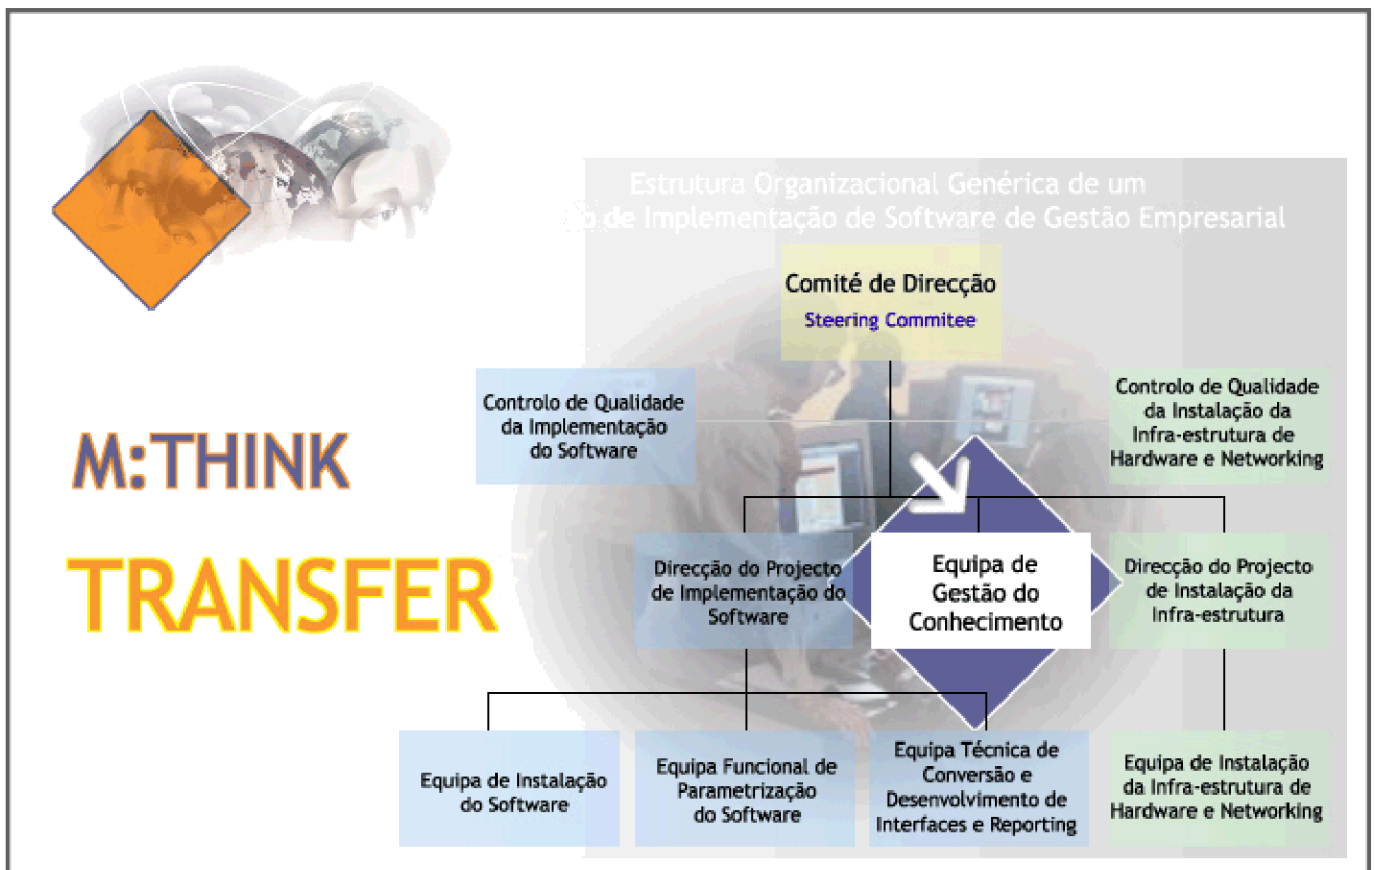 Estrutura Organizacional Genérica de um
de Implementação de Software de Gestão Empresarial
Comité de Direcção
Steering Commitee
Controlo de Qualidade
da Implementação
do Software
Controlo de Qualidade
da Instalação da
Infra-estrutura de
Hardware e Networking
M:THINK
TRANSFER
Direcção do Projecto
de Implementação do
Software
Equipa de
Gestão do
Conhecimento
Direcção do Projecto
de Instalação da
Infra-estrutura
Equipa de Instalação
do Software
Equipa Funcional de
Parametrização
do Software
Equipa Técnica de
Conversão e
Desenvolvimento de
Interfaces e Reporting
Equipa de Instalação
da Infra-estrutura de
Hardware e Networking